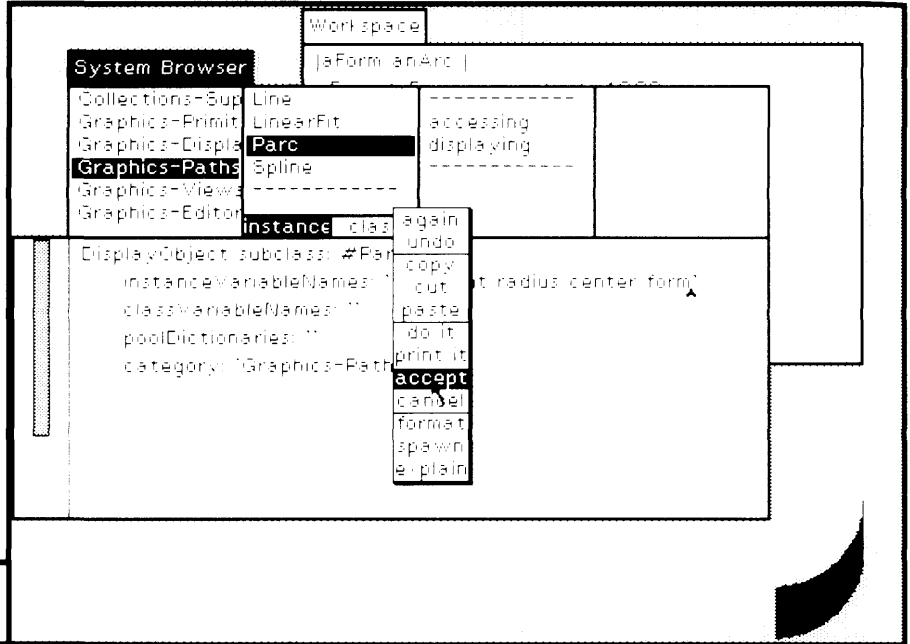 Workspace
|aForm anArc |
System Browser
Collections-Sup
Graphics-Primit
Graphics-Displa
Graphics-Paths
Graphics-Views
Graphics-Editor
Line
LinearFit
Parc
Spline
------------
instance clas
------------
accessing
displaying
------------
DisplayObject subclass: #Par
instanceVariableNames: '
t radius center form'
classVariableNames: ''
poolDictionaries: ''
category: 'Graphics-Path
again
undo
copy
cut
paste
do it
print it
accept
cancel
format
spawn
explain